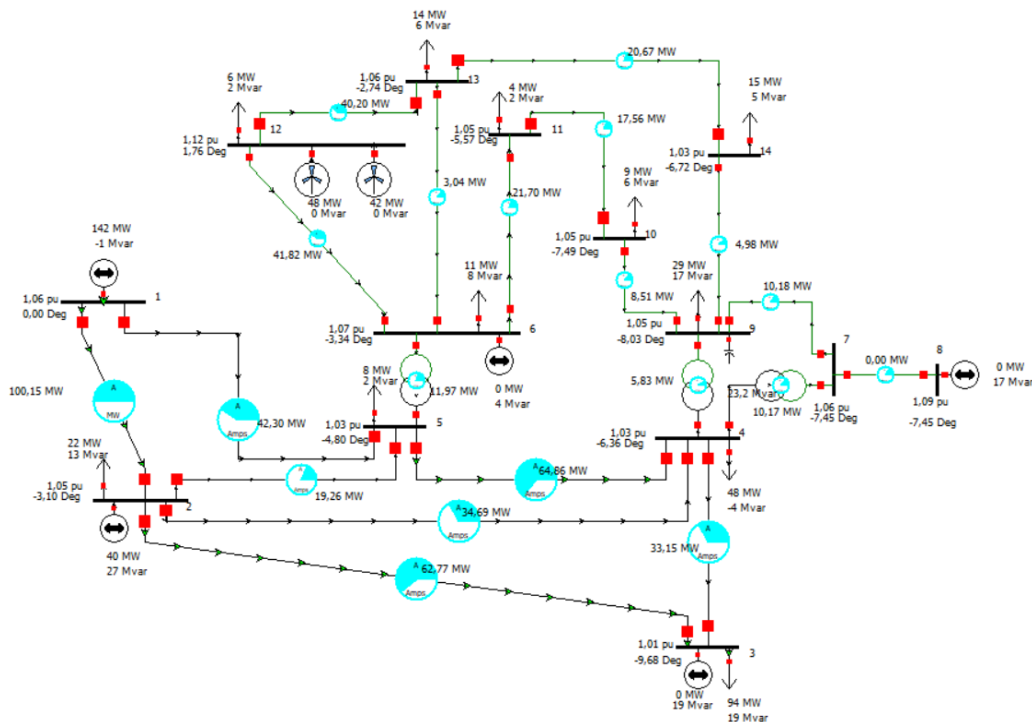 14 MW
6 Mvar
20,67 MW
1,06 pu
-2,74 Deg
13
6 MW
2 Mvar
40,20 MW
4 MW
2 Mvar
17,56 MW
15 MW
5 Mvar
12
1,12 pu
1,76 Deg
1,05 pu
-5,57 Deg
11
1,03 pu
-6,72 Deg
14
48 MW
0 Mvar
42 MW
0 Mvar
3,04 MW
21,70 MW
9 MW
6 Mvar
142 MW
-1 Mvar
41,82 MW
1,05 pu
-7,49 Deg
10
4,98 MW
11 MW
8 Mvar
29 MW
17 Mvar
8,51 MW
10,18 MW
1,06 pu
0,00 Deg
1
1,07 pu
-3,34 Deg
6
1,05 pu
-8,03 Deg
9
7
8
0,00 MW
0 MW
17 Mvar
0 MW
4 Mvar
8 MW
2 Mvar
11,97 MW
5,83 MW
23,2 Mvar
10,17 MW
1,06 pu
-7,45 Deg
1,09 pu
-7,45 Deg
100,15 MW
A
MW
A
Amps
42,30 MW
1,03 pu
-4,80 Deg
5
1,03 pu
-6,36 Deg
4
22 MW
13 Mvar
1,05 pu
-3,10 Deg
2
A
Amps
19,26 MW
A
64,86 MW
Amps
48 MW
-4 Mvar
A
34,69 MW
Amps
A
33,15 MW
Amps
40 MW
27 Mvar
A
62,77 MW
Amps
1,01 pu
-9,68 Deg
3
0 MW
19 Mvar
94 MW
19 Mvar